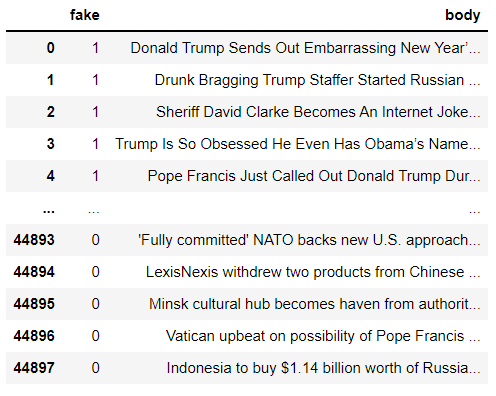 fake body
0 1 Donald Trump Sends Out Embarrassing New Year’...
1 1 Drunk Bragging Trump Staffer Started Russian ...
2 1 Sheriff David Clarke Becomes An Internet Joke...
3 1 Trump Is So Obsessed He Even Has Obama’s Name...
4 1 Pope Francis Just Called Out Donald Trump Dur...
... ... ...
44893 0 'Fully committed' NATO backs new U.S. approach...
44894 0 LexisNexis withdrew two products from Chinese ...
44895 0 Minsk cultural hub becomes haven from authorit...
44896 0 Vatican upbeat on possibility of Pope Francis ...
44897 0 Indonesia to buy $1.14 billion worth of Russia...